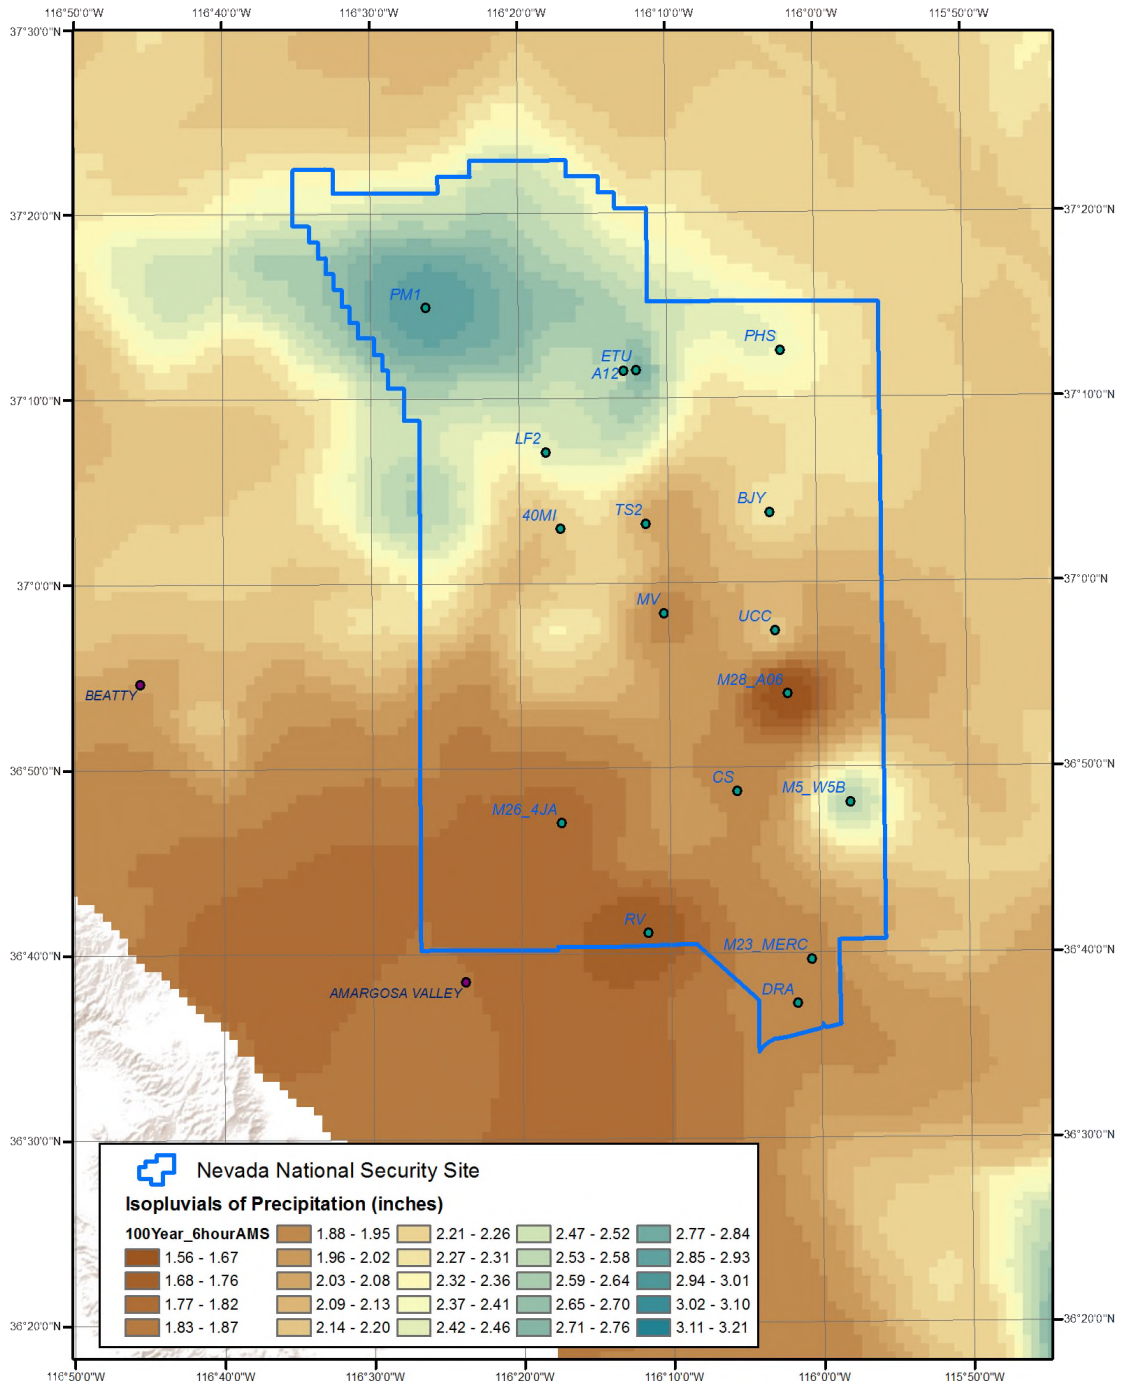 116°50'0"W 116°30'0"W 116°20'0"W 116°10'0"W 116°0'0"W 115°50'0"W
37°30'0"N
37°20'0"N 37°20'0"N
PM1
PHS
ETU
A12
37°10'0"N 37°10'0"N
LF2
BJY
40MI TS2
37°0'0"N 37°0'0"N
MV
UCC
M28_A06
BEATTY
36°50'0"N 36°50'0"N
CS M5_W5B
M26_4JA
RV
M23_MERC
36°40'0"N 36°40'0"N
AMARGOSA VALLEY DRA
36°30'0"N 36°30'0"N
Nevada National Security Site
Isopluvials of Precipitation (inches)
100Year_6hourAMS 1.88 - 1.95 2.21 - 2.26 2.47 - 2.52 2.77 - 2.84
1.56 - 1.67 1.96 - 2.02 2.27 - 2.31 2.53 - 2.58 2.85 - 2.93
1.68 - 1.76 2.03 - 2.08 2.32 - 2.36 2.59 - 2.64 2.94 - 3.01
1.77 - 1.82 2.09 - 2.13 2.37 - 2.41 2.65 - 2.70 3.02 - 3.10
1.83 - 1.87 2.14 - 2.20 2.42 - 2.46 2.71 - 2.76 3.11 - 3.21
36°20'0"N 36°20'0"N
116°50'0"W 116°40'0"W 116°30'0"W 116°20'0"W 116°10'0"W 116°0'0"W 115°50'0"W